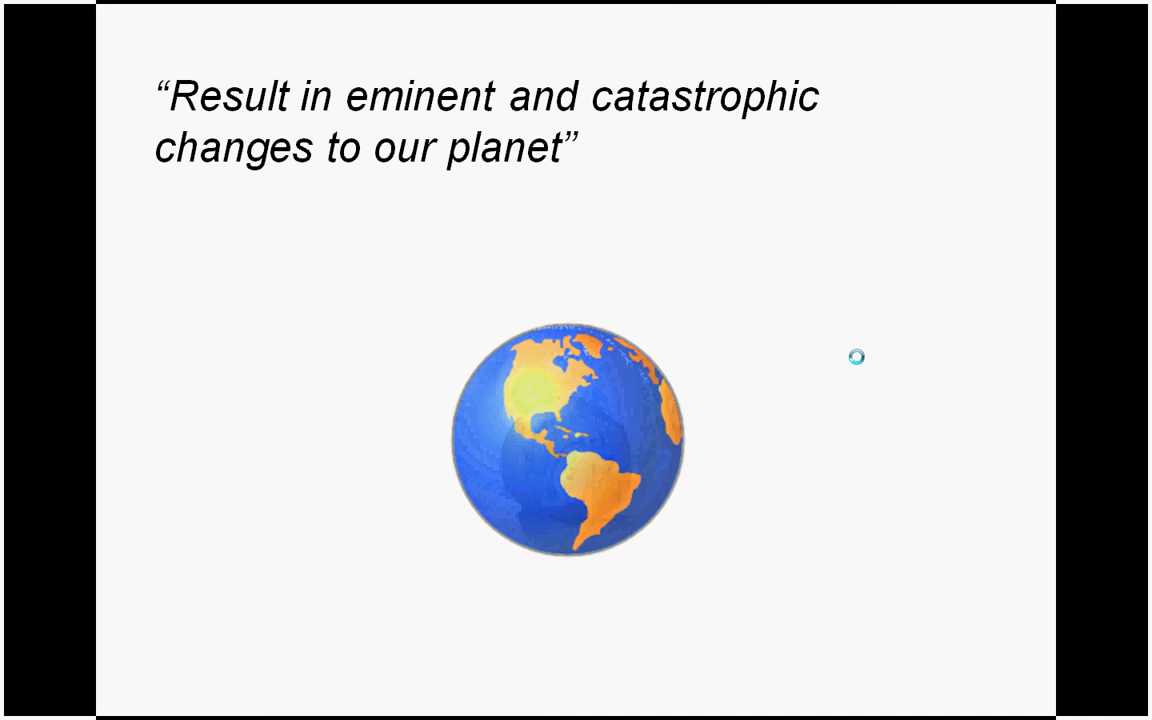 “Result in eminent and catastrophic
changes to our planet”